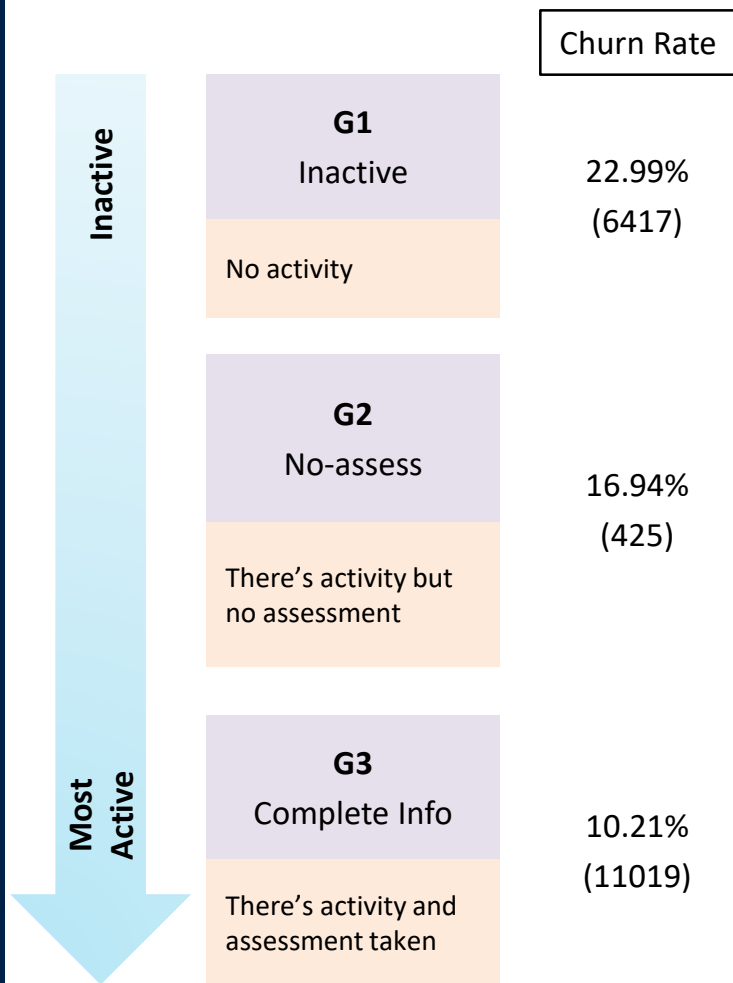 Churn Rate
Inactive
G1
Inactive
No activity
22.99%
(6417)
G2
No-assess
There’s activity but
no assessment
16.94%
(425)
Most
Active
G3
Complete Info
There’s activity and
assessment taken
10.21%
(11019)